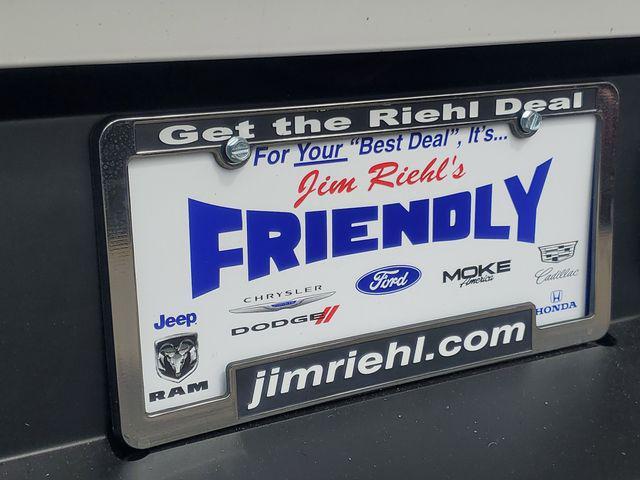 Get the Riehl Deal
For Your "Best Deal", It's...
Jim Riehl's
FRIENDLY
Jeep
RAM
CHRYSLER
DODGE
Ford
MOKE
America
Cadillac
HONDA
jimriehl.com